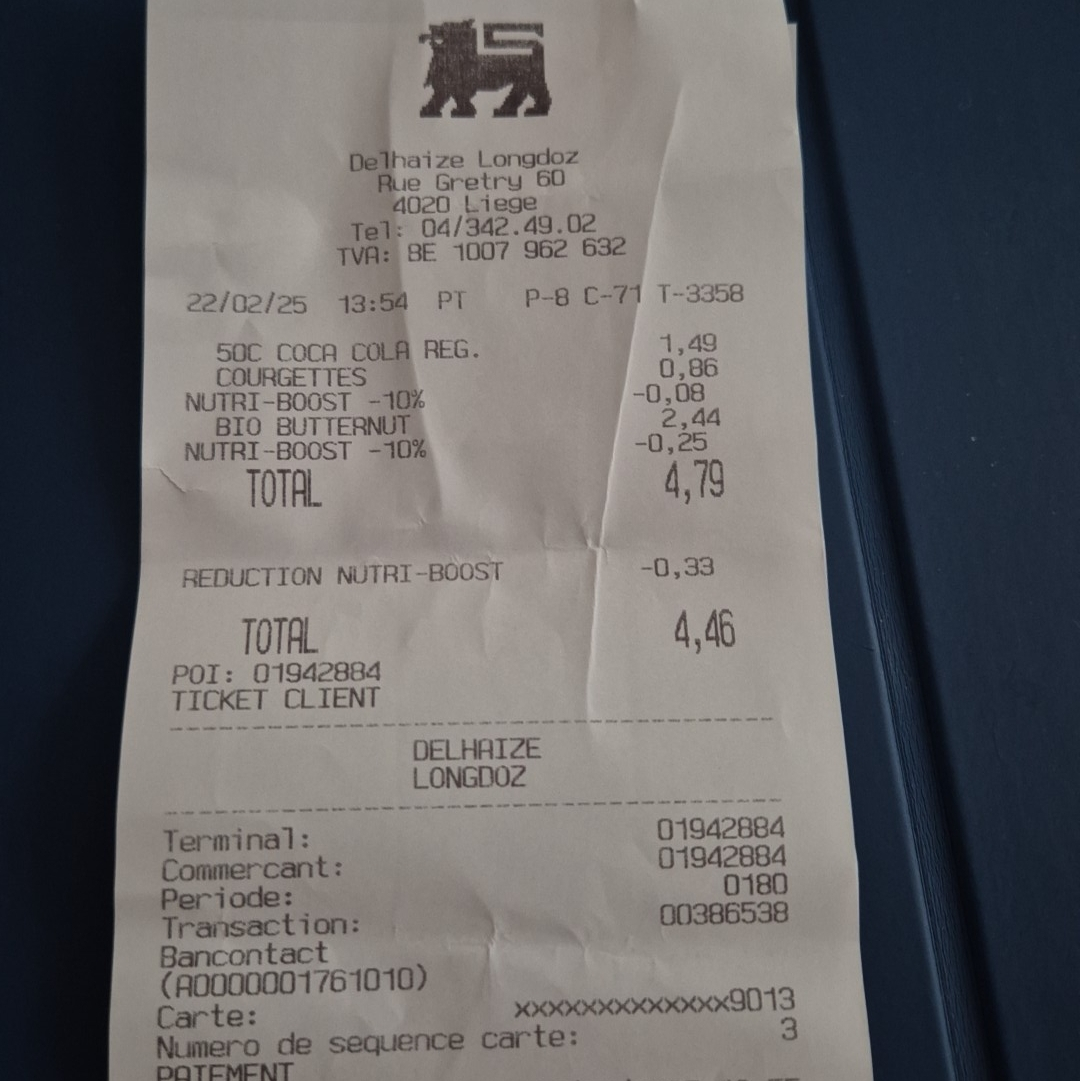 Delhaize Longdoz
Rue Gretry 60
4020 Liege
Tel: 04/342.49.02
TVA: BE 1007 962 632
22/02/25 13:54 PT P-8 C-71 T-3358
50C COCA COLA REG. 1,49
COURGETTES 0,86
NUTRI-BOOST -10% -0,08
BIO BUTTERNUT 2,44
NUTRI-BOOST -10% -0,25
TOTAL 4,79
REDUCTION NUTRI-BOOST -0,33
TOTAL 4,46
POI: 01942884
TICKET CLIENT
DELHAIZE
LONGDOZ
Terminal: 01942884
Commercant: 01942884
Periode: 0180
Transaction: 00386538
Bancontact
(A0000001761010)
Carte: xxxxxxxxxxxxx9013
Numero de sequence carte: 3
PAIEMENT